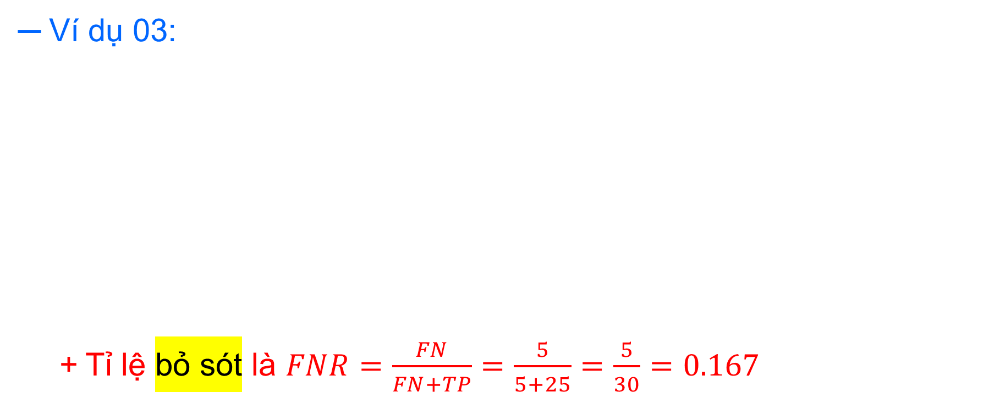 — Ví dụ 03:
+ Tỉ lệ bỏ sót là FNR = FN/(FN+TP) = 5/(5+25) = 5/30 = 0.167